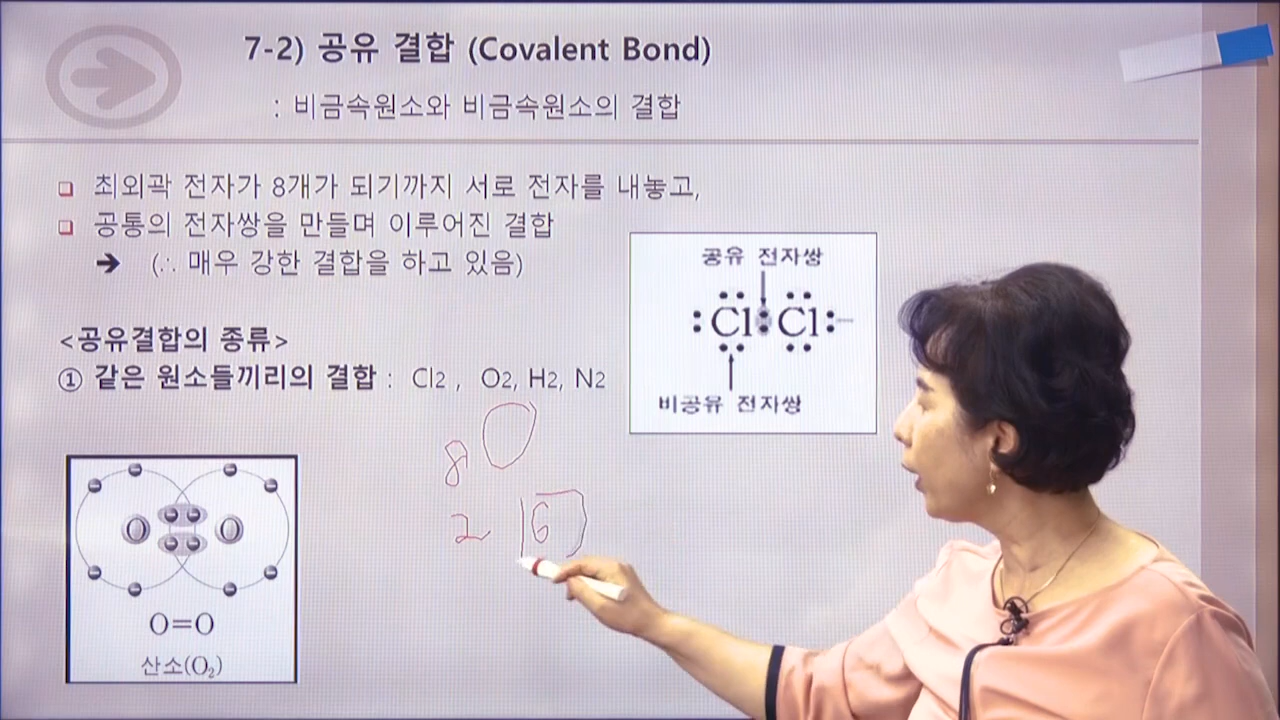 7-2) 공유 결합 (Covalent Bond)
: 비금속원소와 비금속원소의 결합
❑ 최외곽 전자가 8개가 되기까지 서로 전자를 내놓고,
❑ 공통의 전자쌍을 만들며 이루어진 결합
➔ (∴ 매우 강한 결합을 하고 있음)
<공유결합의 종류>
① 같은 원소들끼리의 결합 : Cl2 , O2, H2, N2
공유 전자쌍
Cl Cl
비공유 전자쌍
8 O
2 6
O O
O=O
산소(O₂)